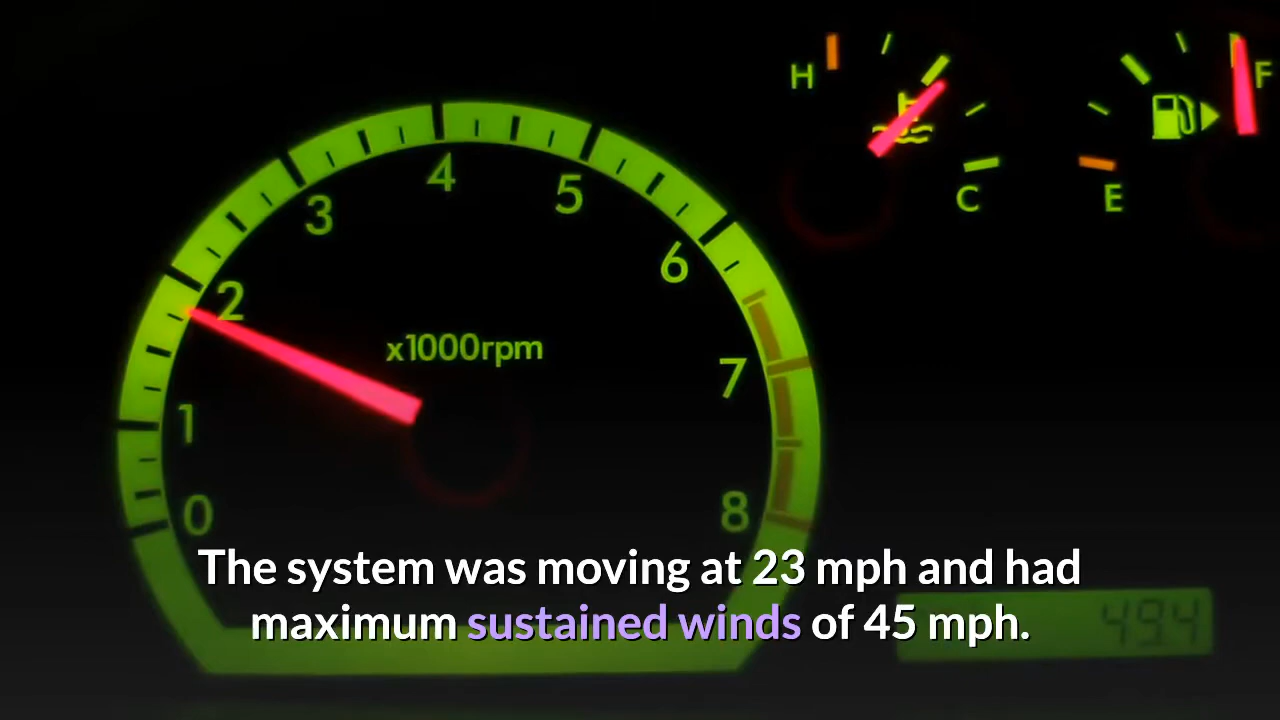 H
F
C
E
0
1
2
3
4
5
6
7
8
x1000rpm
The system was moving at 23 mph and had
maximum sustained winds of 45 mph.
494